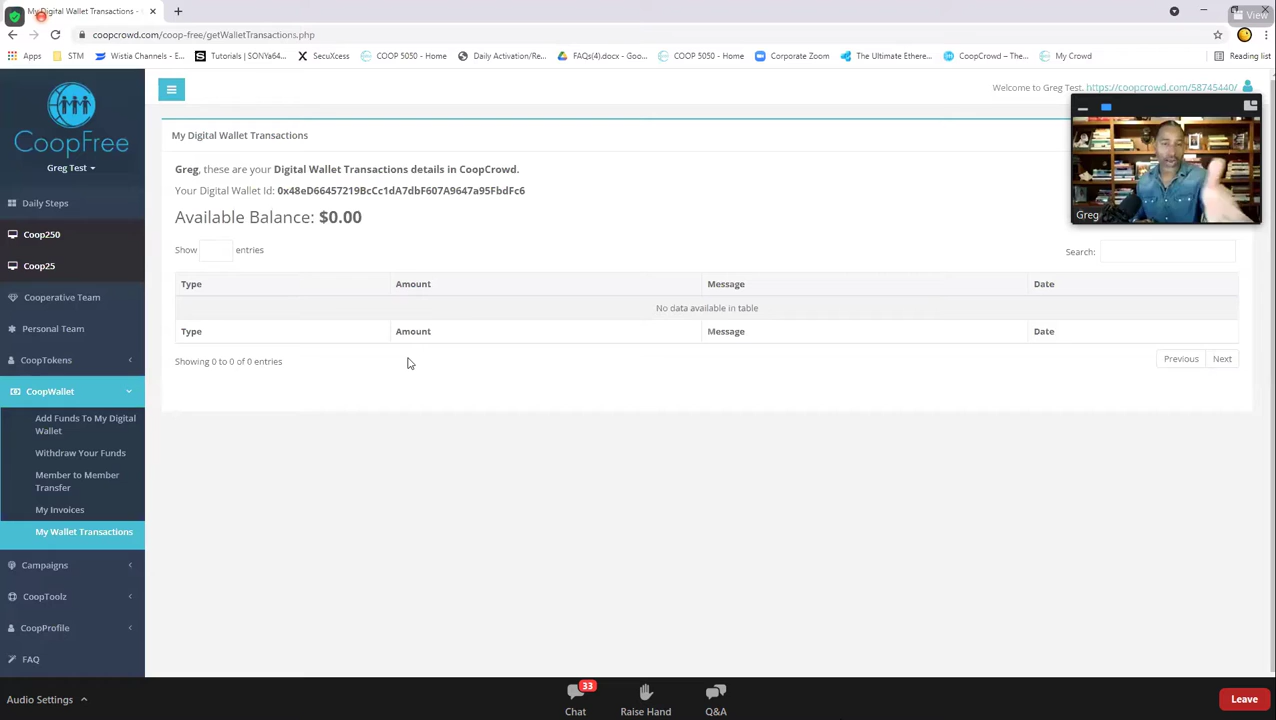 My Digital Wallet Transactions -
View
coopcrowd.com/coop-free/getWalletTransactions.php
Apps
STM
Wistia Channels - E...
Tutorials | SONYa64...
SecuXcess
COOP 5050 - Home
Daily Activation/Re...
FAQs(4).docx - Goo...
COOP 5050 - Home
Corporate Zoom
The Ultimate Ethere...
CoopCrowd – The...
My Crowd
Reading list
Welcome to Greg Test, https://coopcrowd.com/58745440/
CoopFree
Greg Test
Daily Steps
Coop250
Coop25
Cooperative Team
Personal Team
CoopTokens
CoopWallet
Add Funds To My Digital
Wallet
Withdraw Your Funds
Member to Member
Transfer
My Invoices
My Wallet Transactions
Campaigns
CoopToolz
CoopProfile
FAQ
My Digital Wallet Transactions
Greg, these are your Digital Wallet Transactions details in CoopCrowd.
Your Digital Wallet Id: 0x48eD66457219BcCc1dA7dbF607A9647a95FbdFc6
Available Balance: $0.00
Show entries
Search:
Type Amount Message Date
No data available in table
Type Amount Message Date
Showing 0 to 0 of 0 entries
Previous Next
Greg
Audio Settings
33
Chat
Raise Hand
Q&A
Leave